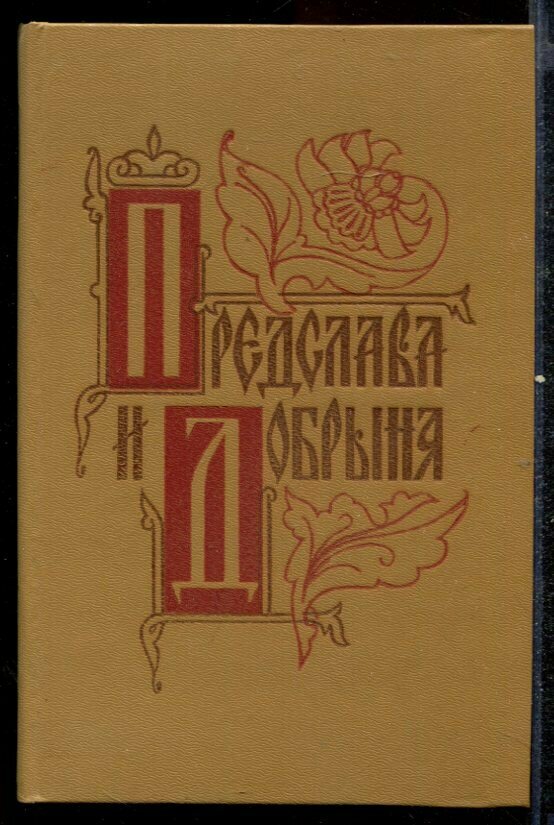 Предслава
и Добрыня